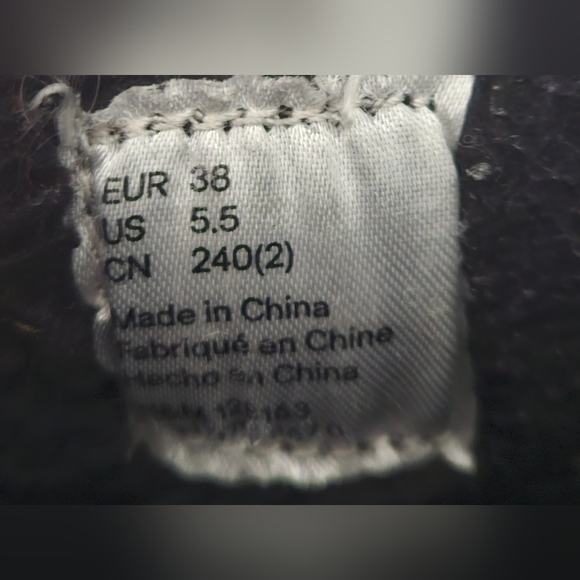 EUR 38
US 5.5
CN 240(2)
Made in China
Fabriqué en Chine
Hecho en China